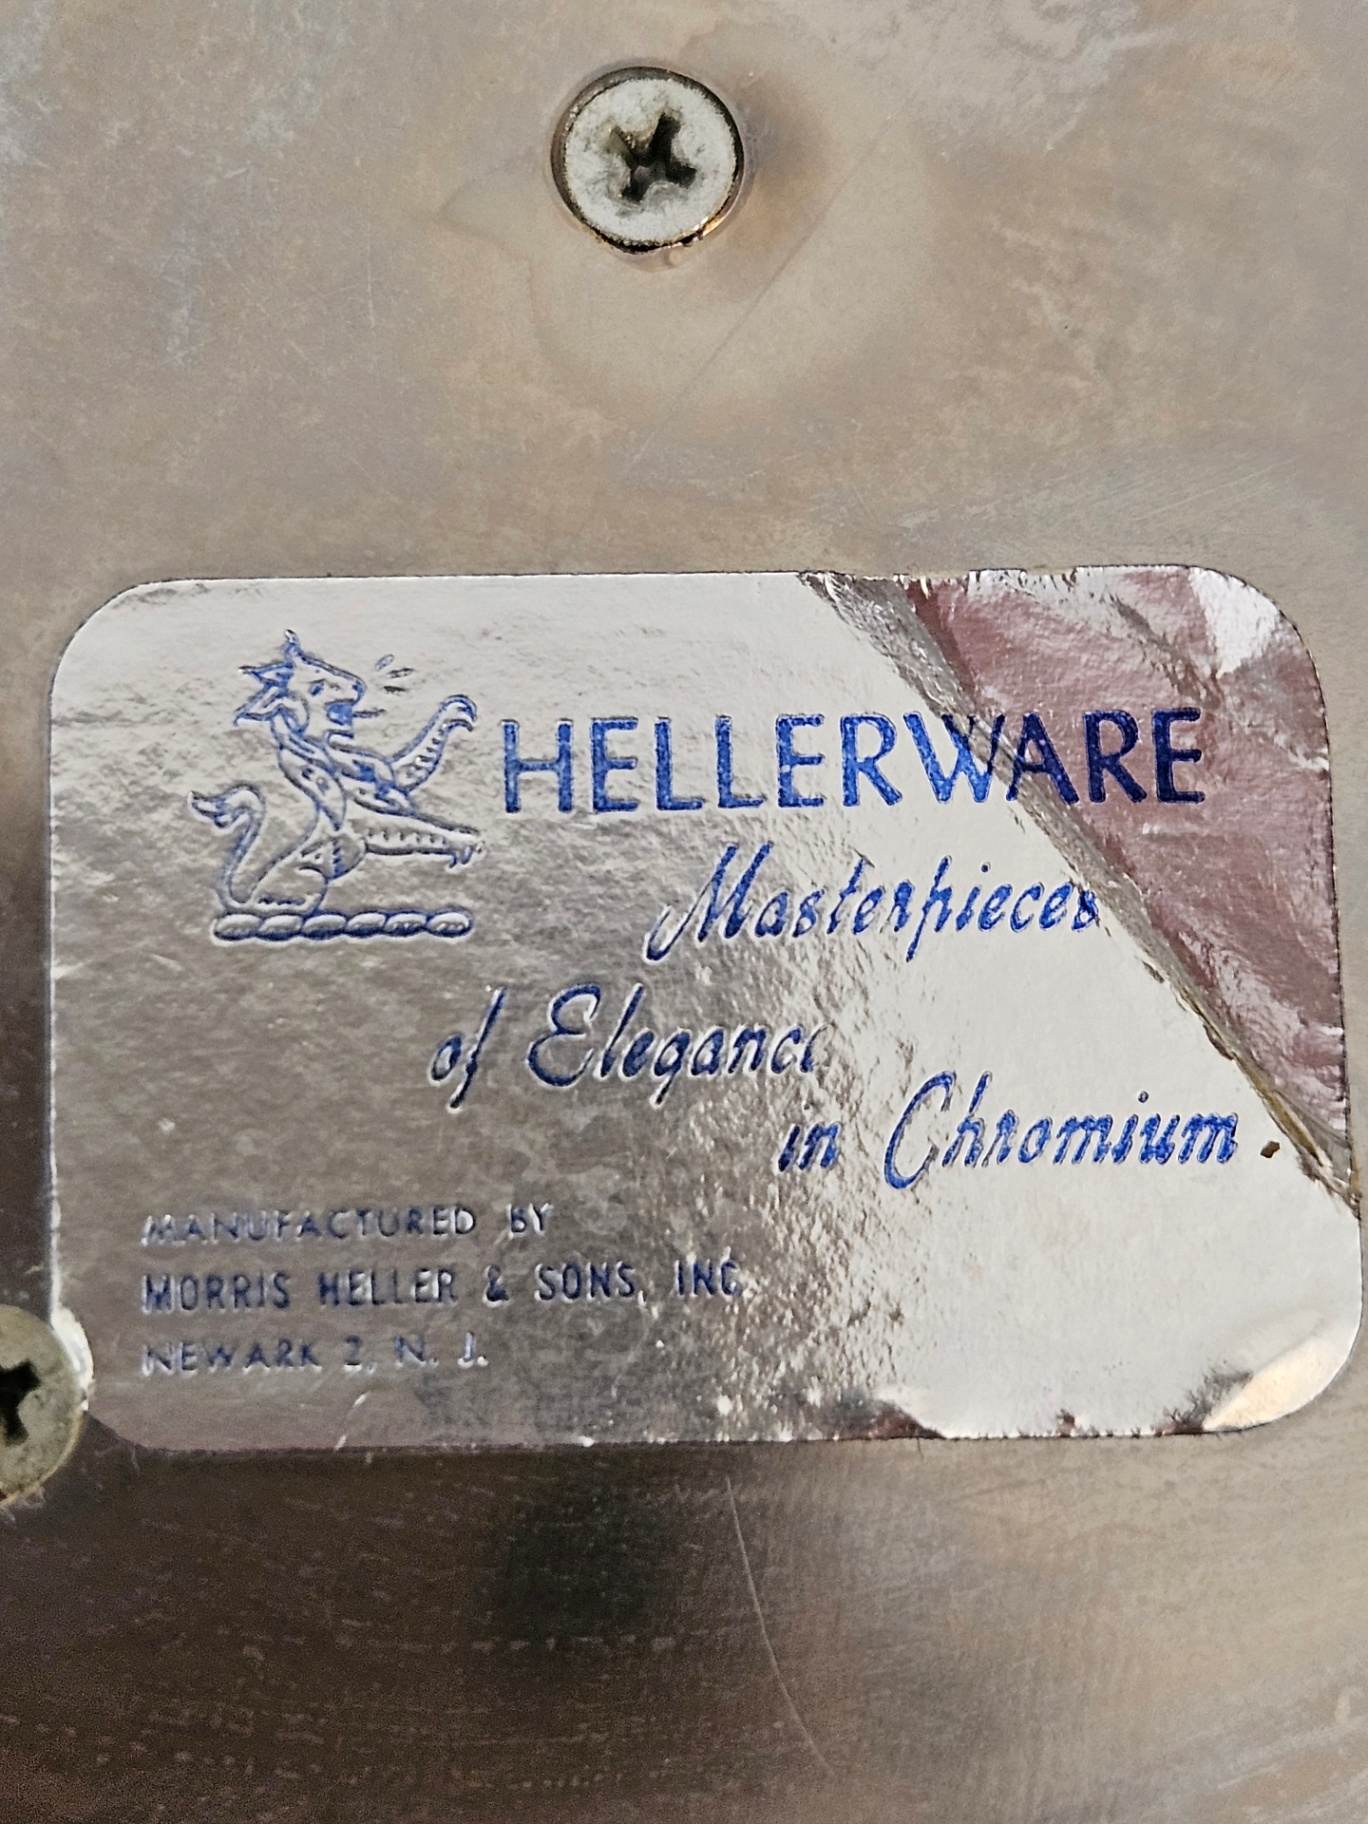 HELLERWARE
Masterpieces
of Elegance
in Chromium.
MANUFACTURED BY
MORRIS HELLER & SONS, INC.
NEWARK 2, N. J.